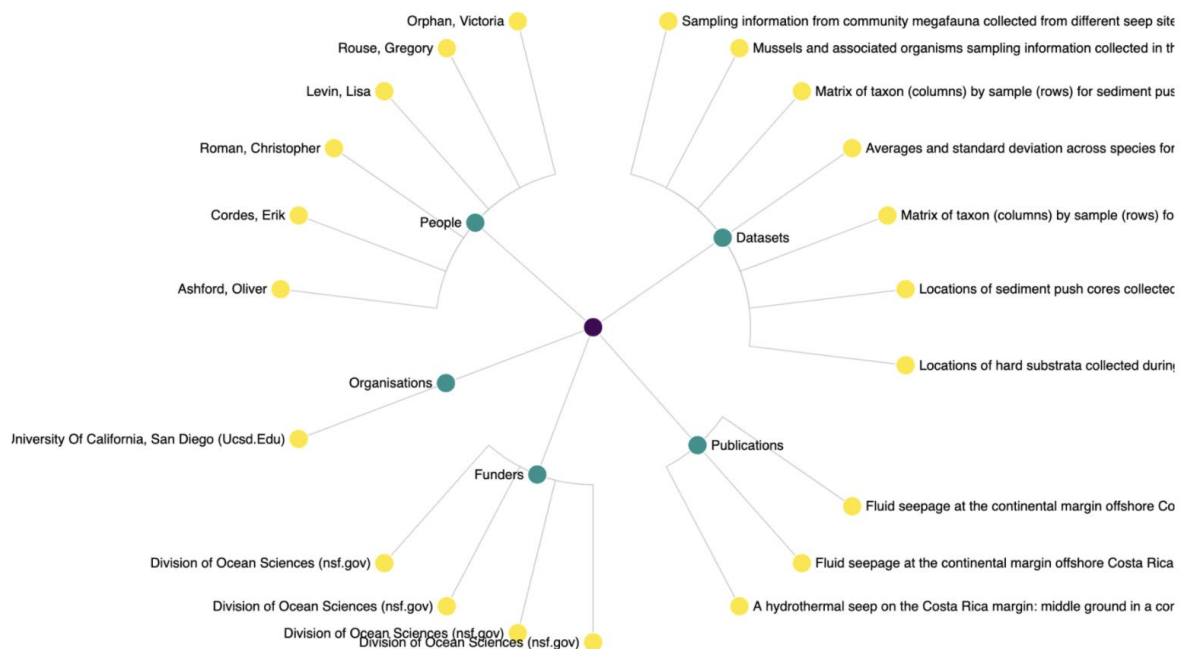 Orphan, Victoria
Rouse, Gregory
Levin, Lisa
Roman, Christopher
Cordes, Erik
Ashford, Oliver
People
Organisations
University Of California, San Diego (Ucsd.Edu)
Funders
Division of Ocean Sciences (nsf.gov)
Division of Ocean Sciences (nsf.gov)
Division of Ocean Sciences (nsf.gov)
Division of Ocean Sciences (nsf.gov)
Sampling information from community megafauna collected from different seep site
Mussels and associated organisms sampling information collected in th
Matrix of taxon (columns) by sample (rows) for sediment pus
Averages and standard deviation across species for
Matrix of taxon (columns) by sample (rows) fo
Datasets
Locations of sediment push cores collected
Locations of hard substrata collected during
Publications
Fluid seepage at the continental margin offshore Co
Fluid seepage at the continental margin offshore Costa Rica
A hydrothermal seep on the Costa Rica margin: middle ground in a cor